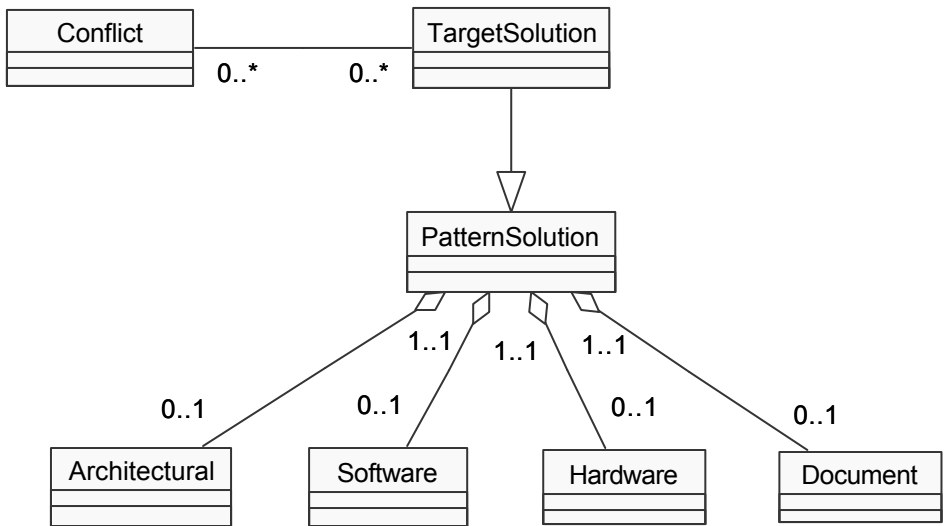 Conflict
TargetSolution
0..*
0..*
PatternSolution
1..1
1..1
1..1
0..1
0..1
0..1
0..1
Architectural
Software
Hardware
Document